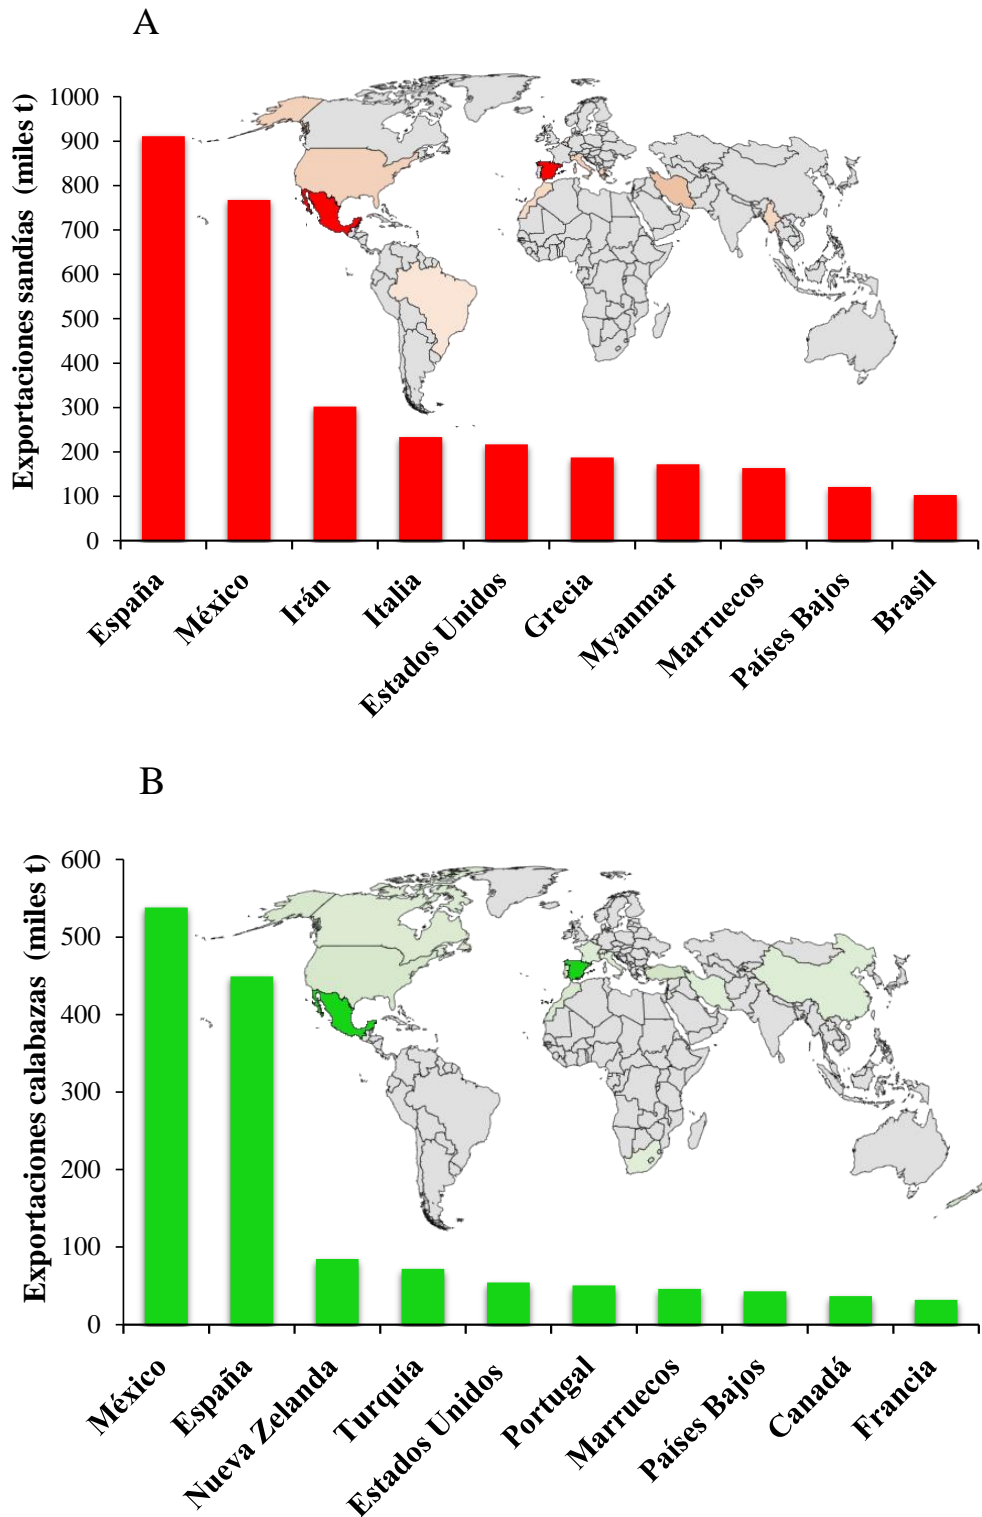 A
Exportaciones sandías (miles t)
1000
900
800
700
600
500
400
300
200
100
0
España
México
Irán
Italia
Estados Unidos
Grecia
Myanmar
Marruecos
Países Bajos
Brasil
B
Exportaciones calabazas (miles t)
600
500
400
300
200
100
0
México
España
Nueva Zelanda
Turquía
Estados Unidos
Portugal
Marruecos
Países Bajos
Canadá
Francia